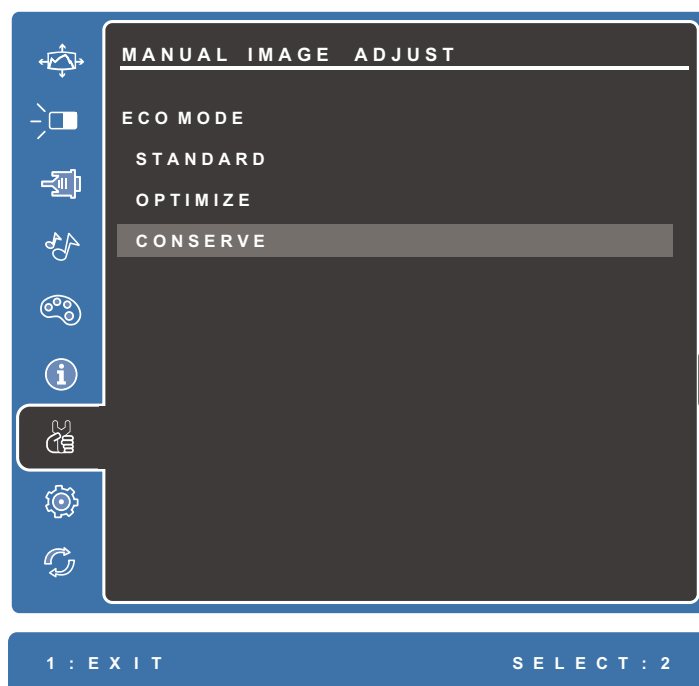 MANUAL IMAGE ADJUST
ECO MODE
STANDARD
OPTIMIZE
CONSERVE
1:EXIT SELECT:2